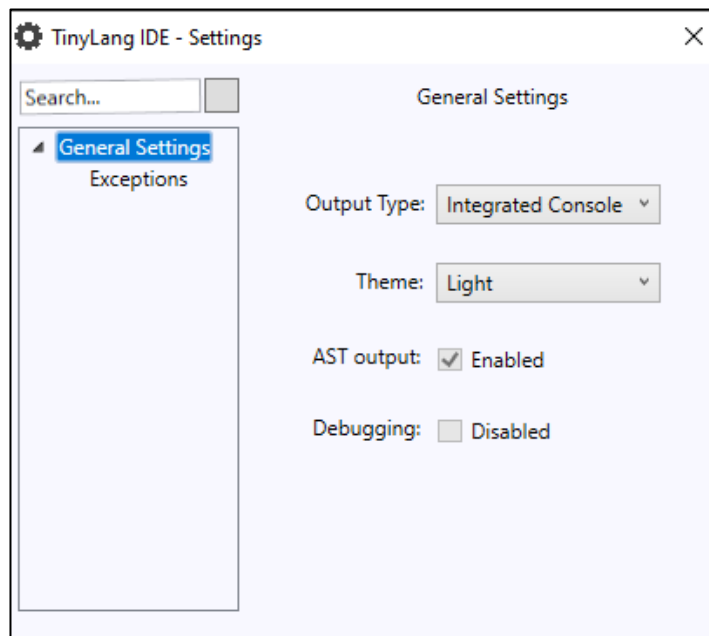 TinyLang IDE - Settings
Search...
General Settings
Exceptions
General Settings
Output Type: Integrated Console
Theme: Light
AST output: Enabled
Debugging: Disabled